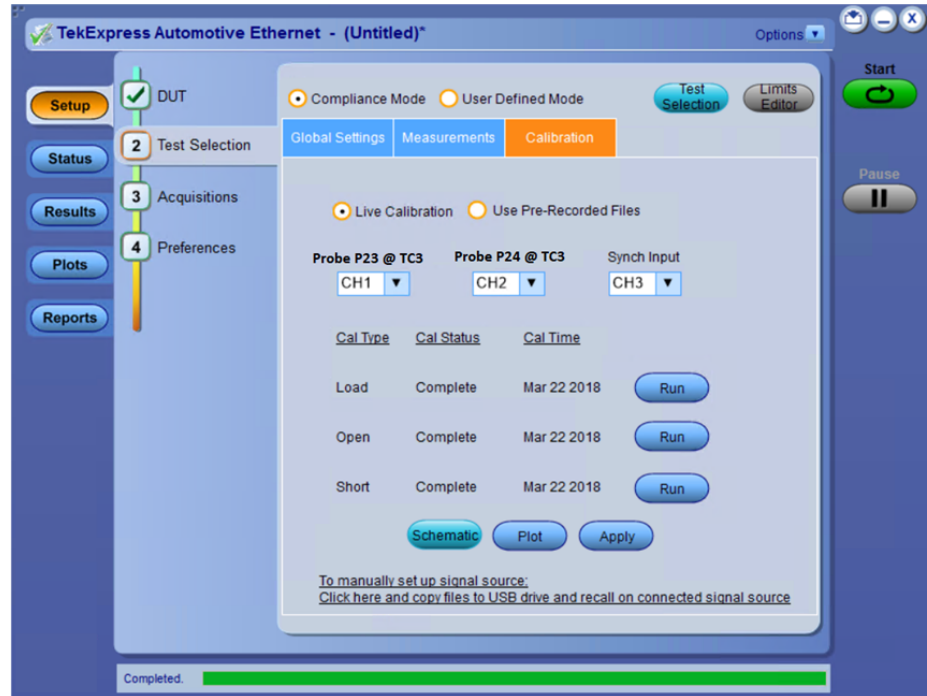 TekExpress Automotive Ethernet - (Untitled)*
Options
Start
Pause
Setup
Status
Results
Plots
Reports
DUT
2 Test Selection
3 Acquisitions
4 Preferences
Compliance Mode User Defined Mode
Test Selection
Limits Editor
Global Settings Measurements Calibration
Live Calibration Use Pre-Recorded Files
Probe P23 @ TC3 Probe P24 @ TC3 Synch Input
CH1 CH2 CH3
Cal Type Cal Status Cal Time
Load Complete Mar 22 2018 Run
Open Complete Mar 22 2018 Run
Short Complete Mar 22 2018 Run
Schematic Plot Apply
To manually set up signal source:
Click here and copy files to USB drive and recall on connected signal source
Completed.